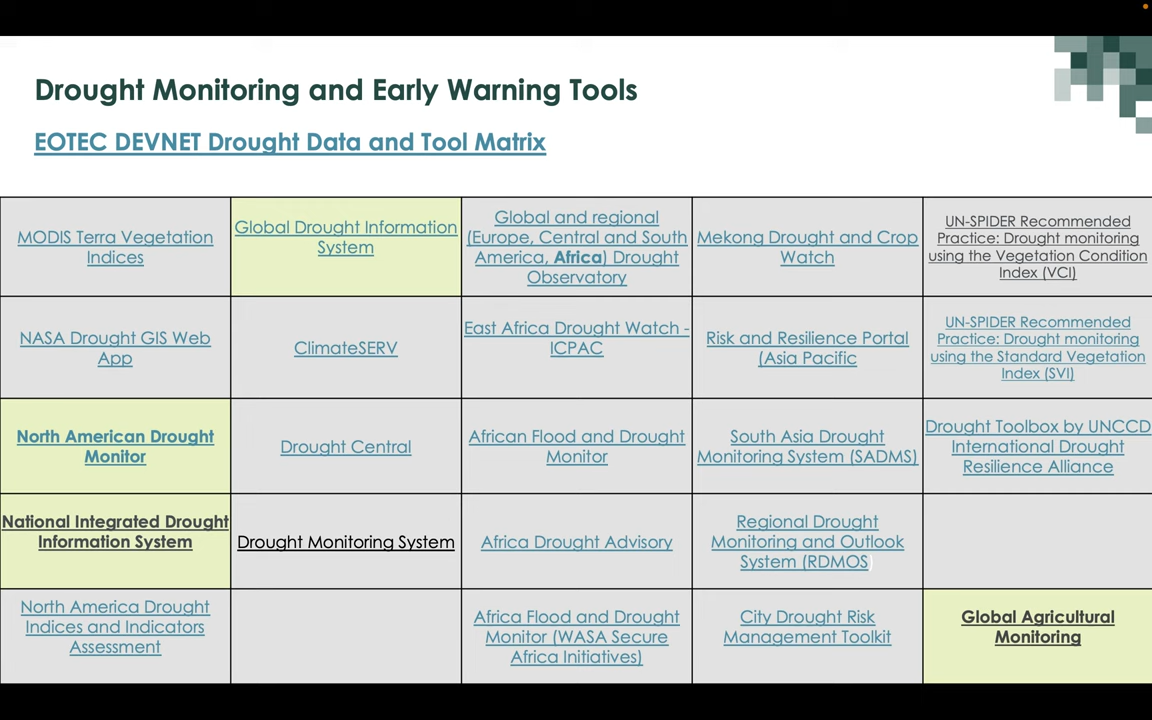 Drought Monitoring and Early Warning Tools
EOTEC DEVNET Drought Data and Tool Matrix
MODIS Terra Vegetation
Indices
Global Drought Information
System
Global and regional
(Europe, Central and South
America, Africa) Drought
Observatory
Mekong Drought and Crop
Watch
UN-SPIDER Recommended
Practice: Drought monitoring
using the Vegetation Condition
Index (VCI)
NASA Drought GIS Web
App
ClimateSERV
East Africa Drought Watch -
ICPAC
Risk and Resilience Portal
(Asia Pacific
UN-SPIDER Recommended
Practice: Drought monitoring
using the Standard Vegetation
Index (SVI)
North American Drought
Monitor
Drought Central
African Flood and Drought
Monitor
South Asia Drought
Monitoring System (SADMS)
Drought Toolbox by UNCCD
International Drought
Resilience Alliance
National Integrated Drought
Information System
Drought Monitoring System
Africa Drought Advisory
Regional Drought
Monitoring and Outlook
System (RDMOS)
North America Drought
Indices and Indicators
Assessment
Africa Flood and Drought
Monitor (WASA Secure
Africa Initiatives)
City Drought Risk
Management Toolkit
Global Agricultural
Monitoring